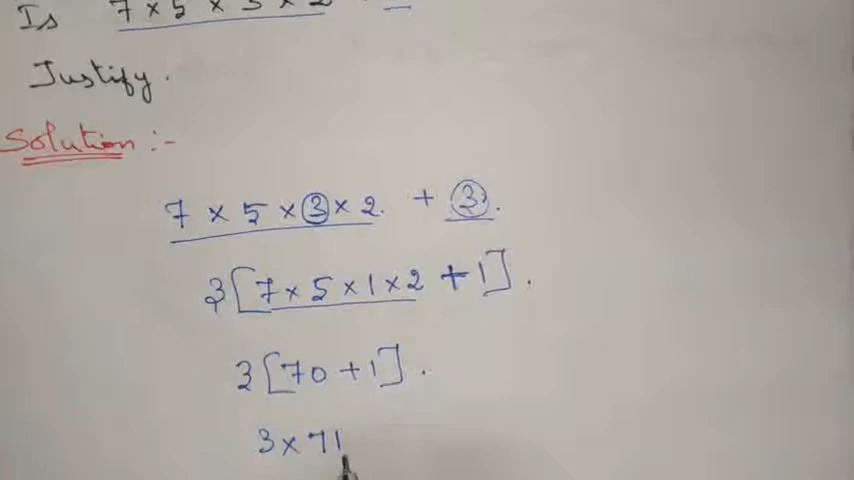 Is 7 × 5 × 3 × 2
Justify.
Solution :-
7 × 5 × 3 × 2 + 3.
3[7 × 5 × 1 × 2 + 1].
3[70 + 1].
3 × 71